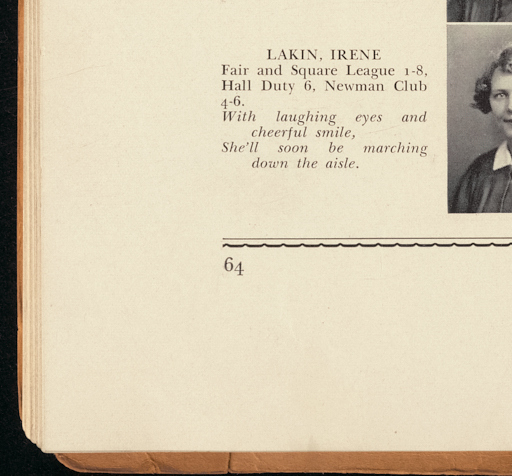 LAKIN, IRENE
Fair and Square League 1-8,
Hall Duty 6, Newman Club
4-6.
With laughing eyes and
cheerful smile,
She'll soon be marching
down the aisle.
64